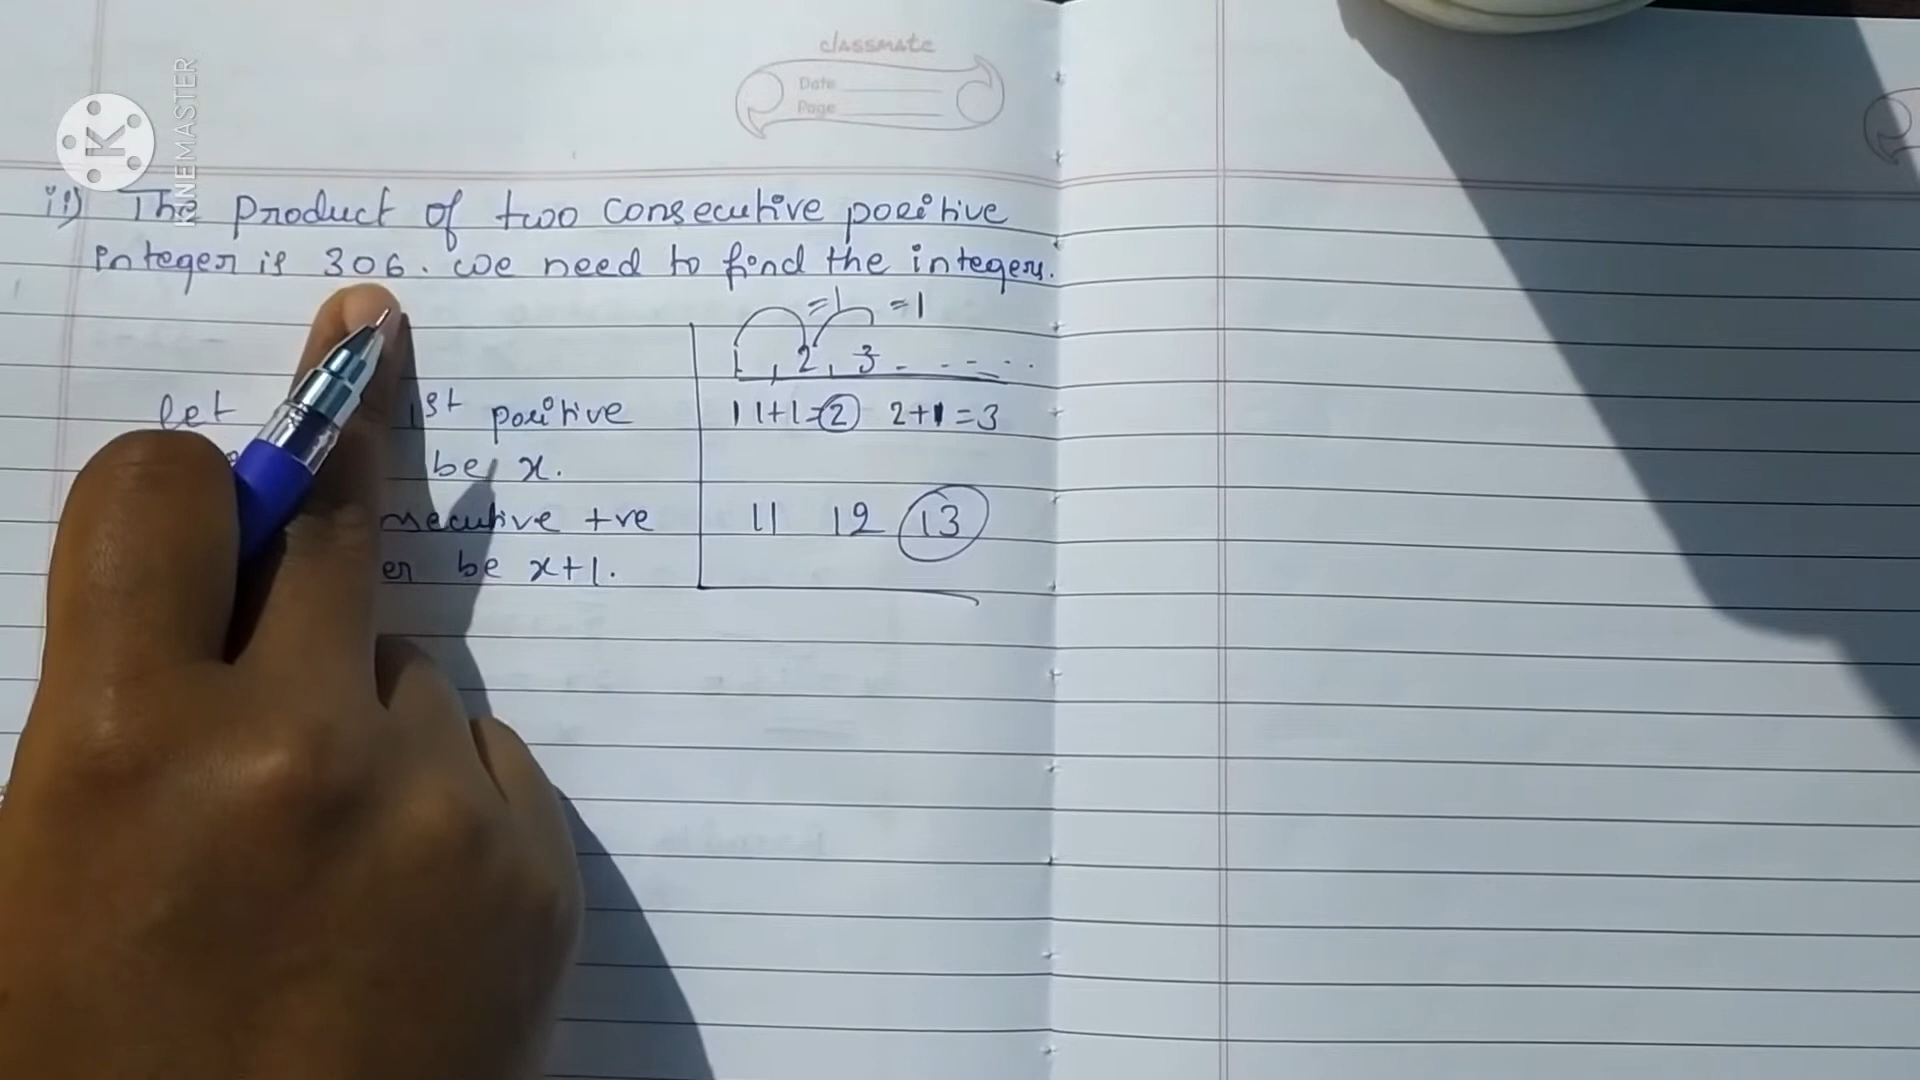 classmate
Date
Page
KINEMASTER
ii) The product of two consecutive positive
integer is 306. we need to find the integers.
=1 =1
1, 2, 3 - - - - .
let 1st positive
1 1+1=2 2+1=3
be x.
secutive +ve
11 12 13
er be x+1.